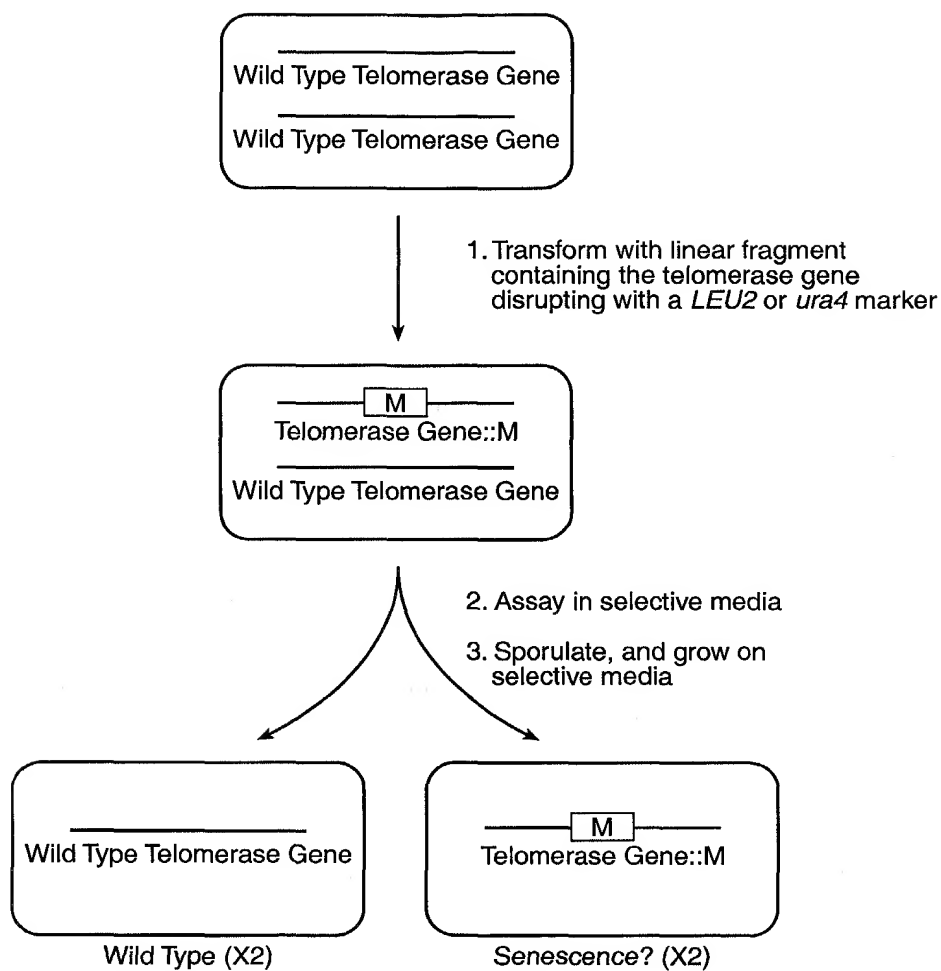 Wild Type Telomerase Gene
Wild Type Telomerase Gene
1. Transform with linear fragment
containing the telomerase gene
disrupting with a LEU2 or ura4 marker
M
Telomerase Gene::M
Wild Type Telomerase Gene
2. Assay in selective media
3. Sporulate, and grow on
selective media
Wild Type Telomerase Gene
M
Telomerase Gene::M
Wild Type (X2)
Senescence? (X2)